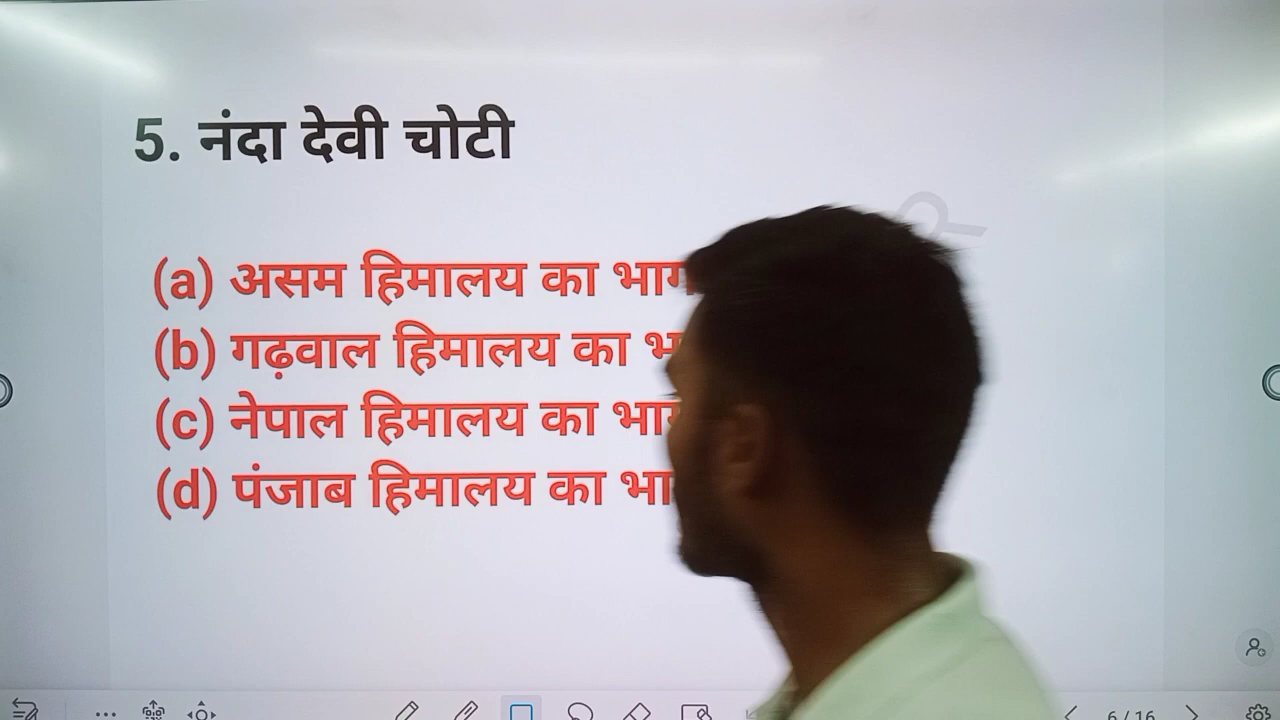 5. नंदा देवी चोटी
(a) असम हिमालय का भाग
(b) गढ़वाल हिमालय का
(c) नेपाल हिमालय का
(d) पंजाब हिमालय का
6/16